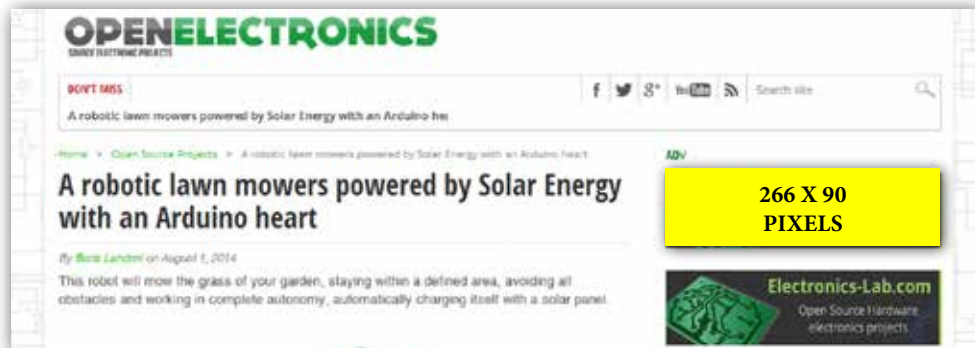 OPENELECTRONICS
DON'T MISS
Search site
A robotic lawn mowers powered by Solar Energy with an Arduino hea
Home > Open Source Projects > A robotic lawn mowers powered by Solar Energy with an Arduino heart
ADV
A robotic lawn mowers powered by Solar Energy
with an Arduino heart
266 X 90
PIXELS
By Boris Landoni on August 1, 2014
This robot will mow the grass of your garden, staying within a defined area, avoiding all
obstacles and working in complete autonomy, automatically charging itself with a solar panel.
Electronics-Lab.com
Open Source Hardware
electronics projects